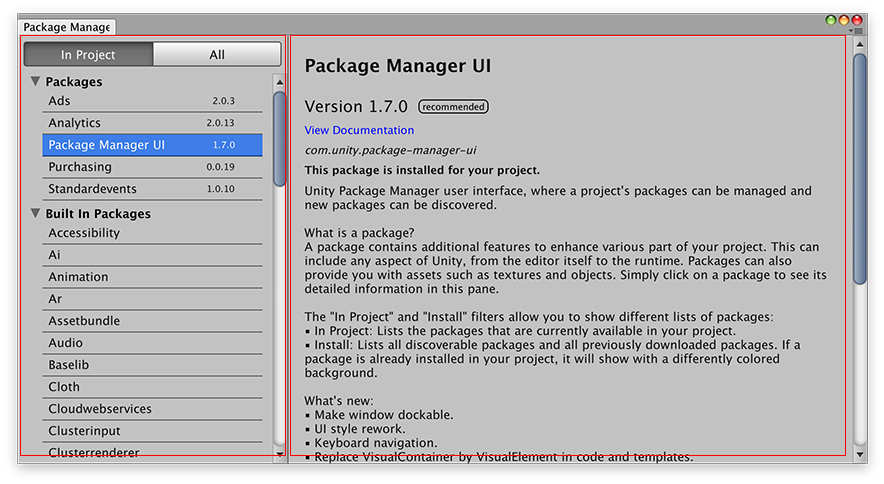 Package Manage
In Project
All
Packages
Ads 2.0.3
Analytics 2.0.13
Package Manager UI 1.7.0
Purchasing 0.0.19
Standardevents 1.0.10
Built In Packages
Accessibility
Ai
Animation
Ar
Assetbundle
Audio
Baselib
Cloth
Cloudwebservices
Clusterinput
Clusterrenderer
Package Manager UI
Version 1.7.0 recommended
View Documentation
com.unity.package-manager-ui
This package is installed for your project.
Unity Package Manager user interface, where a project's packages can be managed and
new packages can be discovered.
What is a package?
A package contains additional features to enhance various part of your project. This can
include any aspect of Unity, from the editor itself to the runtime. Packages can also
provide you with assets such as textures and objects. Simply click on a package to see its
detailed information in this pane.
The "In Project" and "Install" filters allow you to show different lists of packages:
▪ In Project: Lists the packages that are currently available in your project.
▪ Install: Lists all discoverable packages and all previously downloaded packages. If a
package is already installed in your project, it will show with a differently colored
background.
What's new:
▪ Make window dockable.
▪ UI style rework.
▪ Keyboard navigation.
▪ Replace VisualContainer by VisualElement in code and templates.